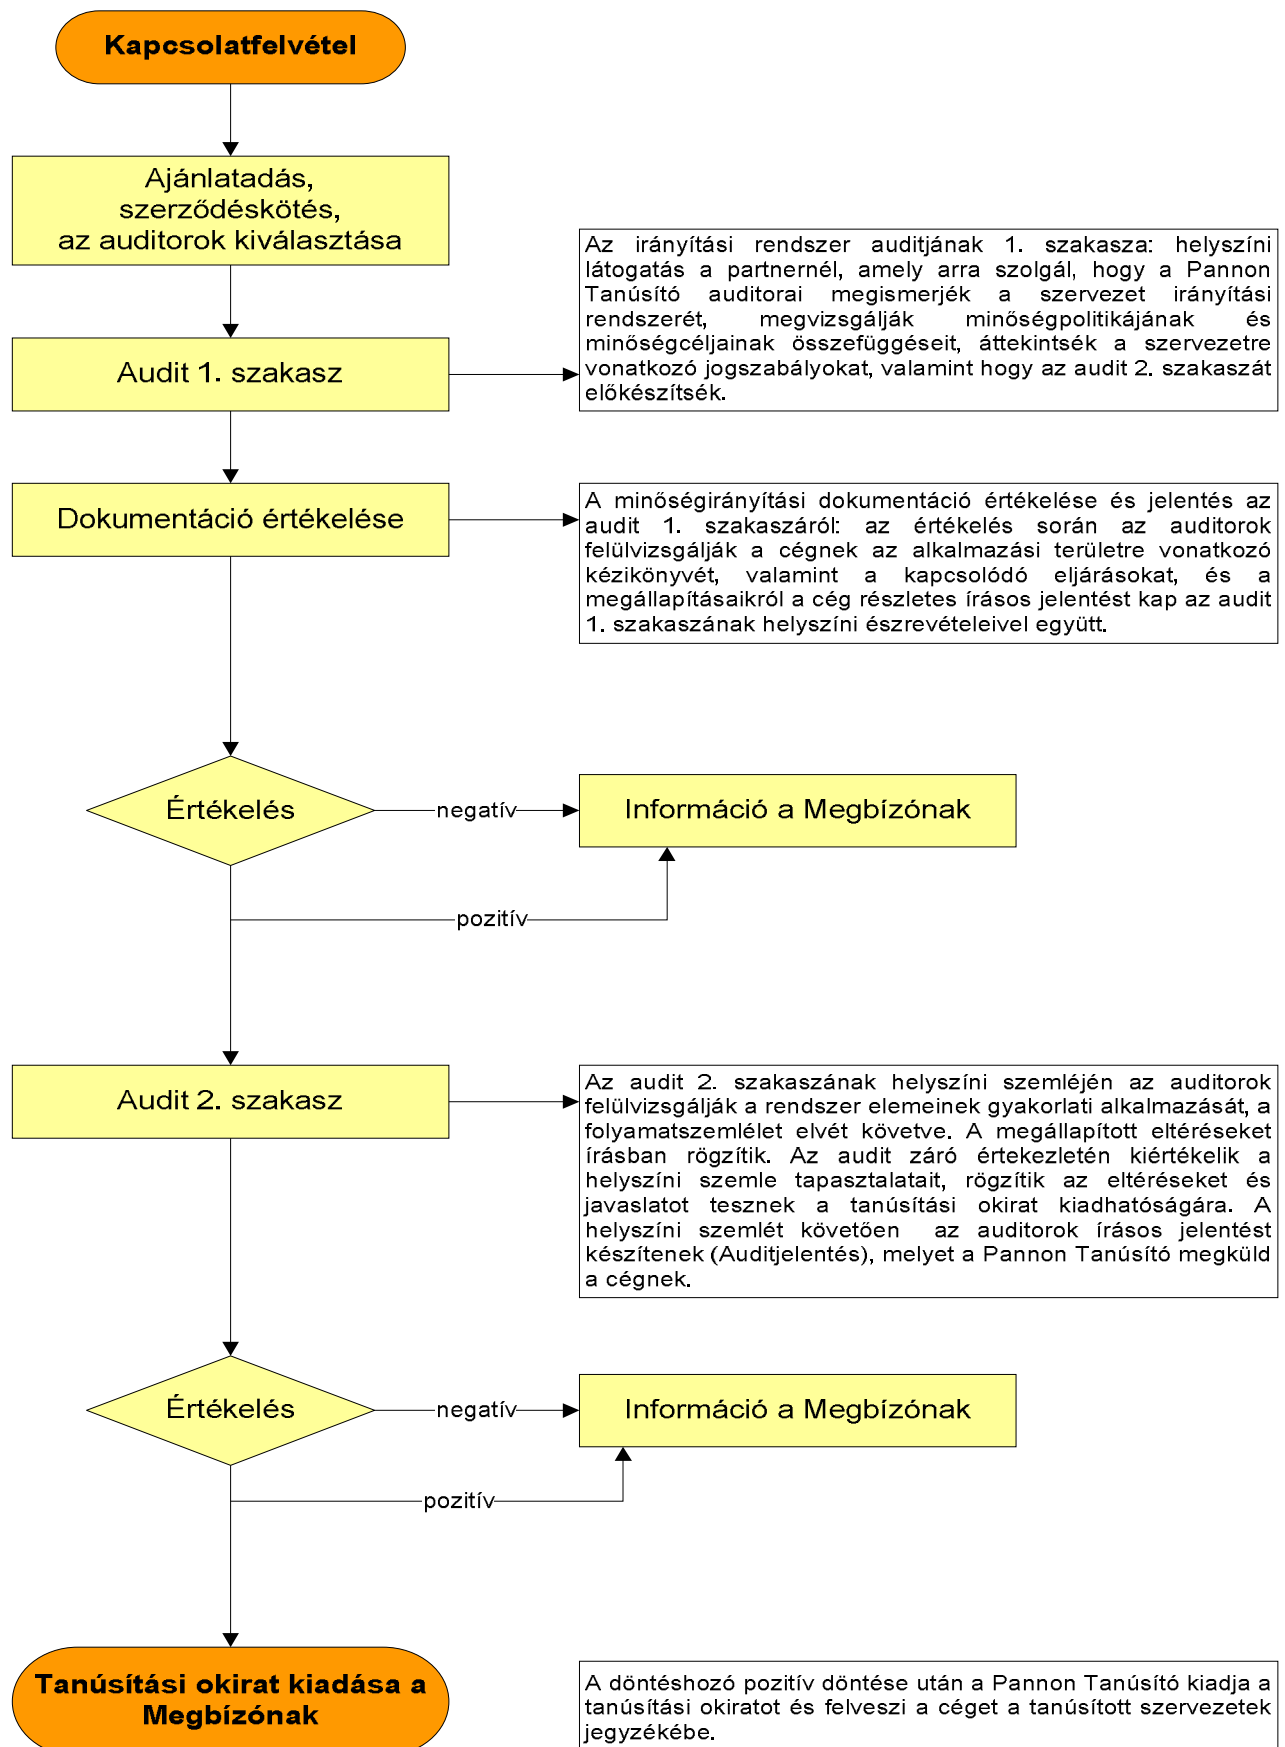 Kapcsolatfelvétel
Ajánlatadás,
szerződéskötés,
az auditorok kiválasztása
Az irányítási rendszer auditjának 1. szakasza: helyszíni
látogatás a partnernél, amely arra szolgál, hogy a Pannon
Tanúsító auditorai megismerjék a szervezet irányítási
rendszerét, megvizsgálják minőségpolitikájának és
minőségcéljainak összefüggéseit, áttekintsék a szervezetre
vonatkozó jogszabályokat, valamint hogy az audit 2. szakaszát
előkészítsék.
Audit 1. szakasz
Dokumentáció értékelése
A minőségirányítási dokumentáció értékelése és jelentés az
audit 1. szakaszáról: az értékelés során az auditorok
felülvizsgálják a cégnek az alkalmazási területre vonatkozó
kézikönyvét, valamint a kapcsolódó eljárásokat, és a
megállapításaikról a cég részletes írásos jelentést kap az audit
1. szakaszának helyszíni észrevételeivel együtt.
Értékelés
negatív
Információ a Megbízónak
pozitív
Audit 2. szakasz
Az audit 2. szakaszának helyszíni szemléjén az auditorok
felülvizsgálják a rendszer elemeinek gyakorlati alkalmazását, a
folyamatszemlélet elvét követve. A megállapított eltéréseket
írásban rögzítik. Az audit záró értekezletén kiértékelik a
helyszíni szemle tapasztalatait, rögzítik az eltéréseket és
javaslatot tesznek a tanúsítási okirat kiadhatóságára. A
helyszíni szemlét követően az auditorok írásos jelentést
készítenek (Auditjelentés), melyet a Pannon Tanúsító megküld
a cégnek.
Értékelés
negatív
Információ a Megbízónak
pozitív
Tanúsítási okirat kiadása a
Megbízónak
A döntéshozó pozitív döntése után a Pannon Tanúsító kiadja a
tanúsítási okiratot és felveszi a céget a tanúsított szervezetek
jegyzékébe.